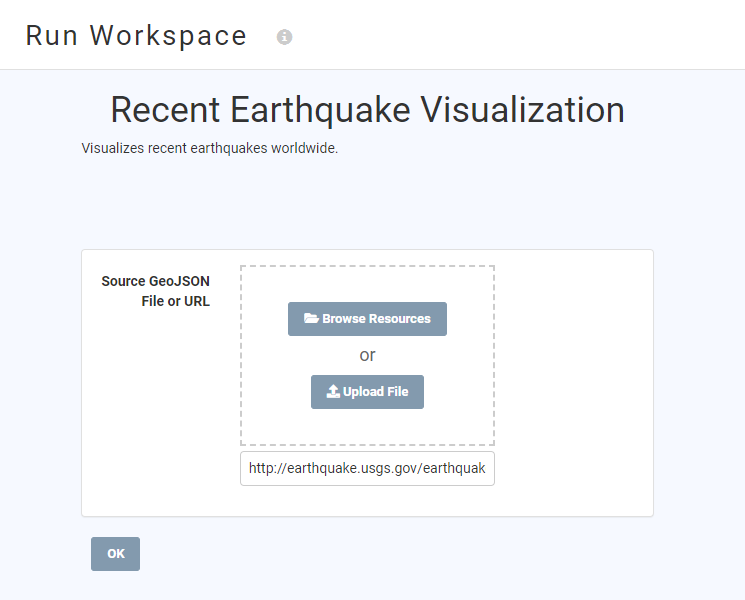 Run Workspace
Recent Earthquake Visualization
Visualizes recent earthquakes worldwide.
Source GeoJSON
File or URL
Browse Resources
or
Upload File
http://earthquake.usgs.gov/earthquak
OK